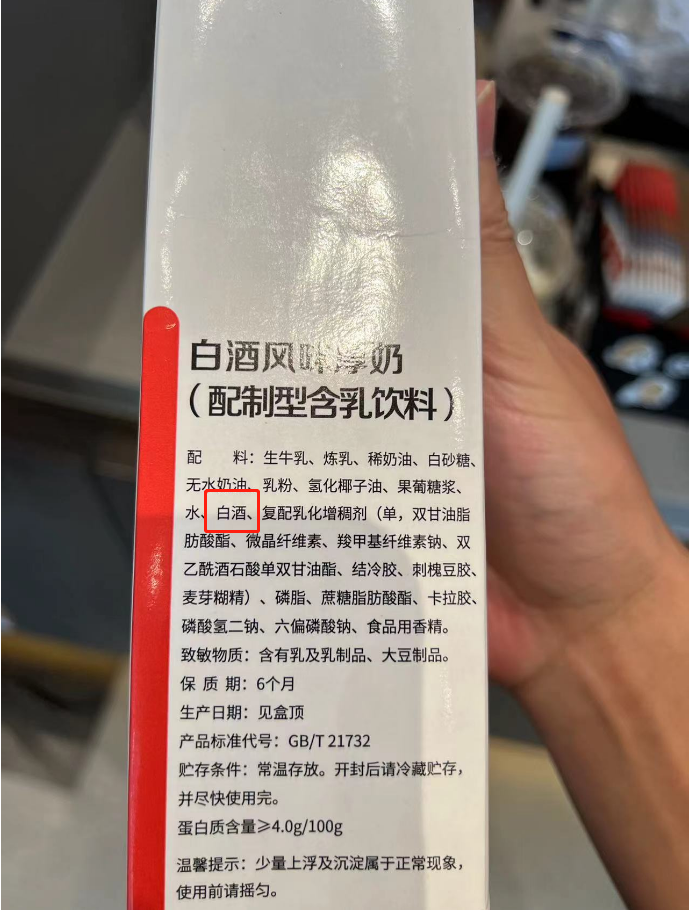 白酒风味厚奶
（配制型含乳饮料）
配 料：生牛乳、炼乳、稀奶油、白砂糖、
无水奶油、乳粉、氢化椰子油、果葡糖浆、
水、白酒、复配乳化增稠剂（单，双甘油脂
肪酸酯、微晶纤维素、羧甲基纤维素钠、双
乙酰酒石酸单双甘油酯、结冷胶、刺槐豆胶、
麦芽糊精）、磷脂、蔗糖脂肪酸酯、卡拉胶、
磷酸氢二钠、六偏磷酸钠、食品用香精。
致敏物质：含有乳及乳制品、大豆制品。
保 质 期：6个月
生产日期：见盒顶
产品标准代号：GB/T 21732
贮存条件：常温存放。开封后请冷藏贮存，
并尽快使用完。
蛋白质含量≥4.0g/100g
温馨提示：少量上浮及沉淀属于正常现象，
使用前请摇匀。